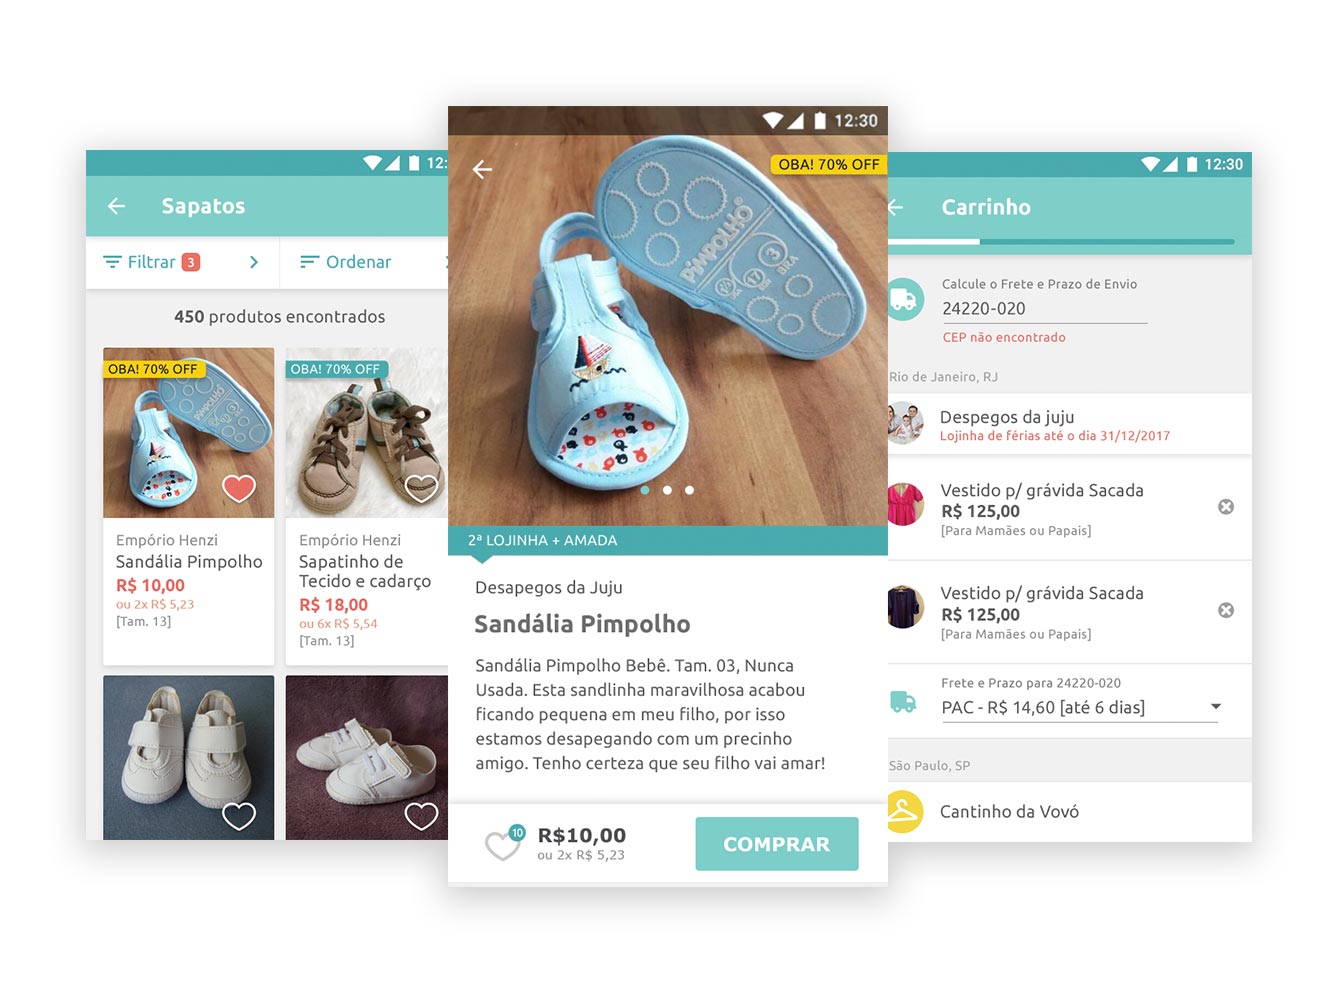 12:
Sapatos
Filtrar 3
Ordenar
450 produtos encontrados
OBA! 70% OFF
OBA! 70% OFF
PIMPOLHO
3
17
Empório Henzi
Sandália Pimpolho
R$ 10,00
ou 2x R$ 5,23
[Tam. 13]
Empório Henzi
Sapatinho de
Tecido e cadarço
R$ 18,00
ou 6x R$ 5,54
[Tam. 13]
12:30
OBA! 70% OFF
PIMPOLHO®
3
BRA
17
2ª LOJINHA + AMADA
Desapegos da Juju
Sandália Pimpolho
Sandália Pimpolho Bebê. Tam. 03, Nunca
Usada. Esta sandlinha maravilhosa acabou
ficando pequena em meu filho, por isso
estamos desapegando com um precinho
amigo. Tenho certeza que seu filho vai amar!
10
R$10,00
ou 2x R$ 5,23
COMPRAR
12:30
Carrinho
Calcule o Frete e Prazo de Envio
24220-020
CEP não encontrado
Rio de Janeiro, RJ
Despegos da juju
Lojinha de férias até o dia 31/12/2017
Vestido p/ grávida Sacada
R$ 125,00
[Para Mamães ou Papais]
Vestido p/ grávida Sacada
R$ 125,00
[Para Mamães ou Papais]
Frete e Prazo para 24220-020
PAC - R$ 14,60 [até 6 dias]
São Paulo, SP
Cantinho da Vovó